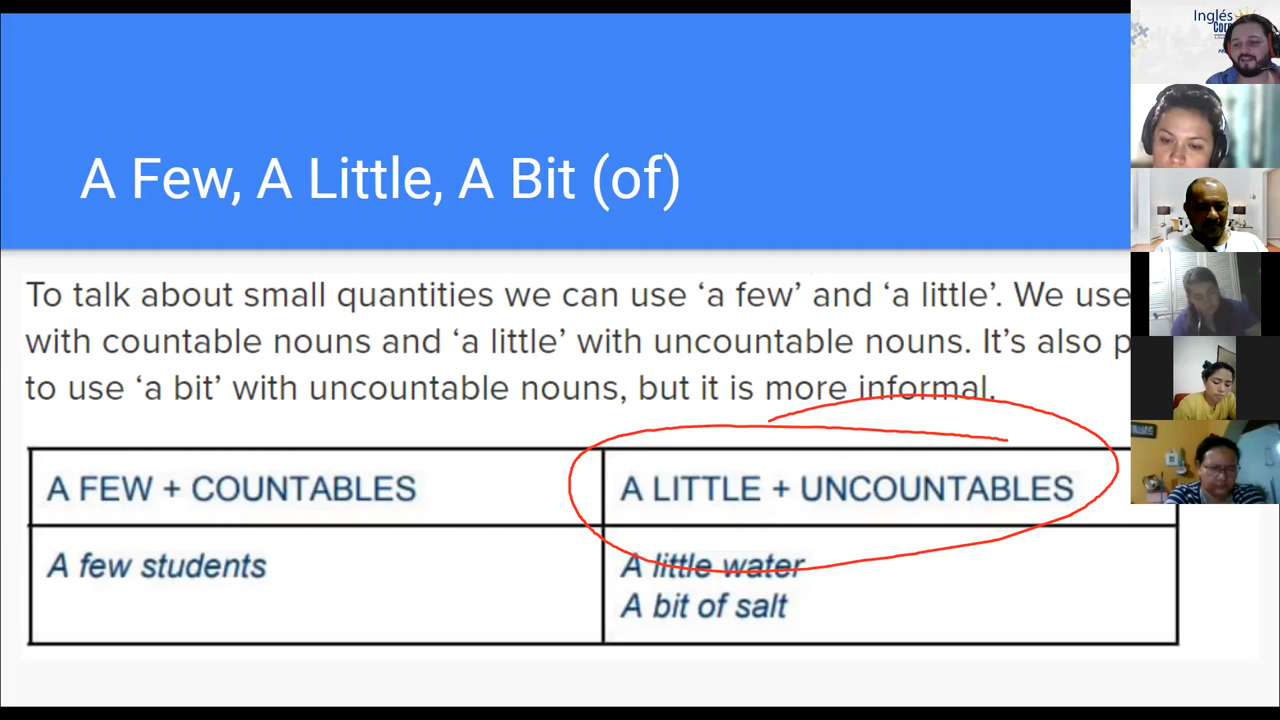 A Few, A Little, A Bit (of)
To talk about small quantities we can use ‘a few’ and ‘a little’. We use
with countable nouns and ‘a little’ with uncountable nouns. It’s also p
to use ‘a bit’ with uncountable nouns, but it is more informal.
A FEW + COUNTABLES
A LITTLE + UNCOUNTABLES
A few students
A little water
A bit of salt
Inglés